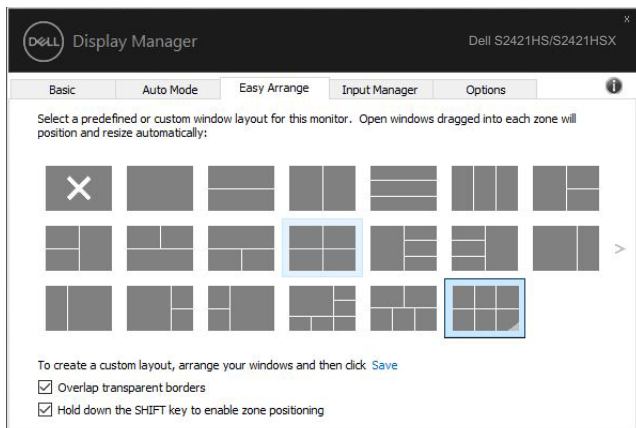 DELL Display Manager
Dell S2421HS/S2421HSX
Basic
Auto Mode
Easy Arrange
Input Manager
Options
Select a predefined or custom window layout for this monitor. Open windows dragged into each zone will
position and resize automatically:
To create a custom layout, arrange your windows and then click Save
Overlap transparent borders
Hold down the SHIFT key to enable zone positioning